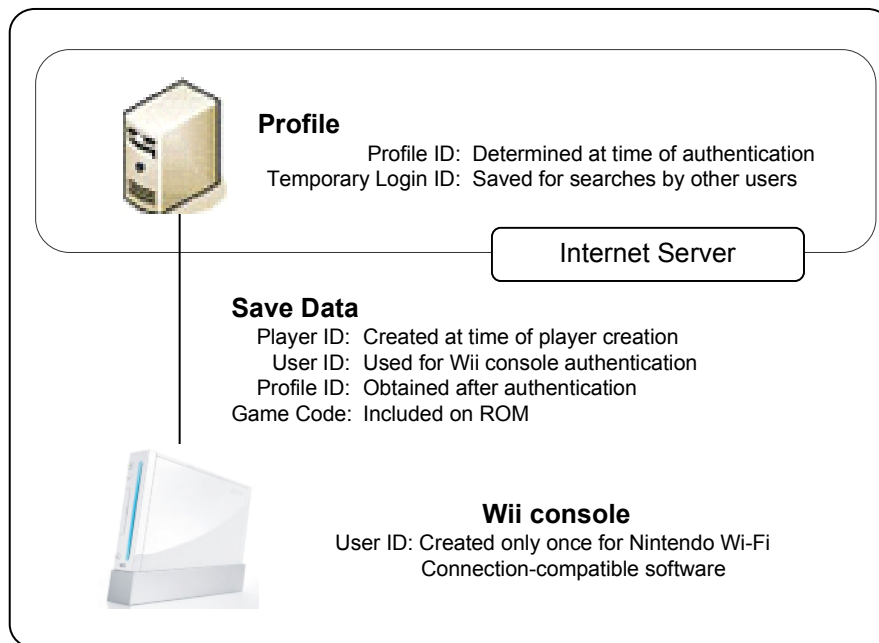 Profile
Profile ID: Determined at time of authentication
Temporary Login ID: Saved for searches by other users
Internet Server
Save Data
Player ID: Created at time of player creation
User ID: Used for Wii console authentication
Profile ID: Obtained after authentication
Game Code: Included on ROM
Wii console
User ID: Created only once for Nintendo Wi-Fi
Connection-compatible software